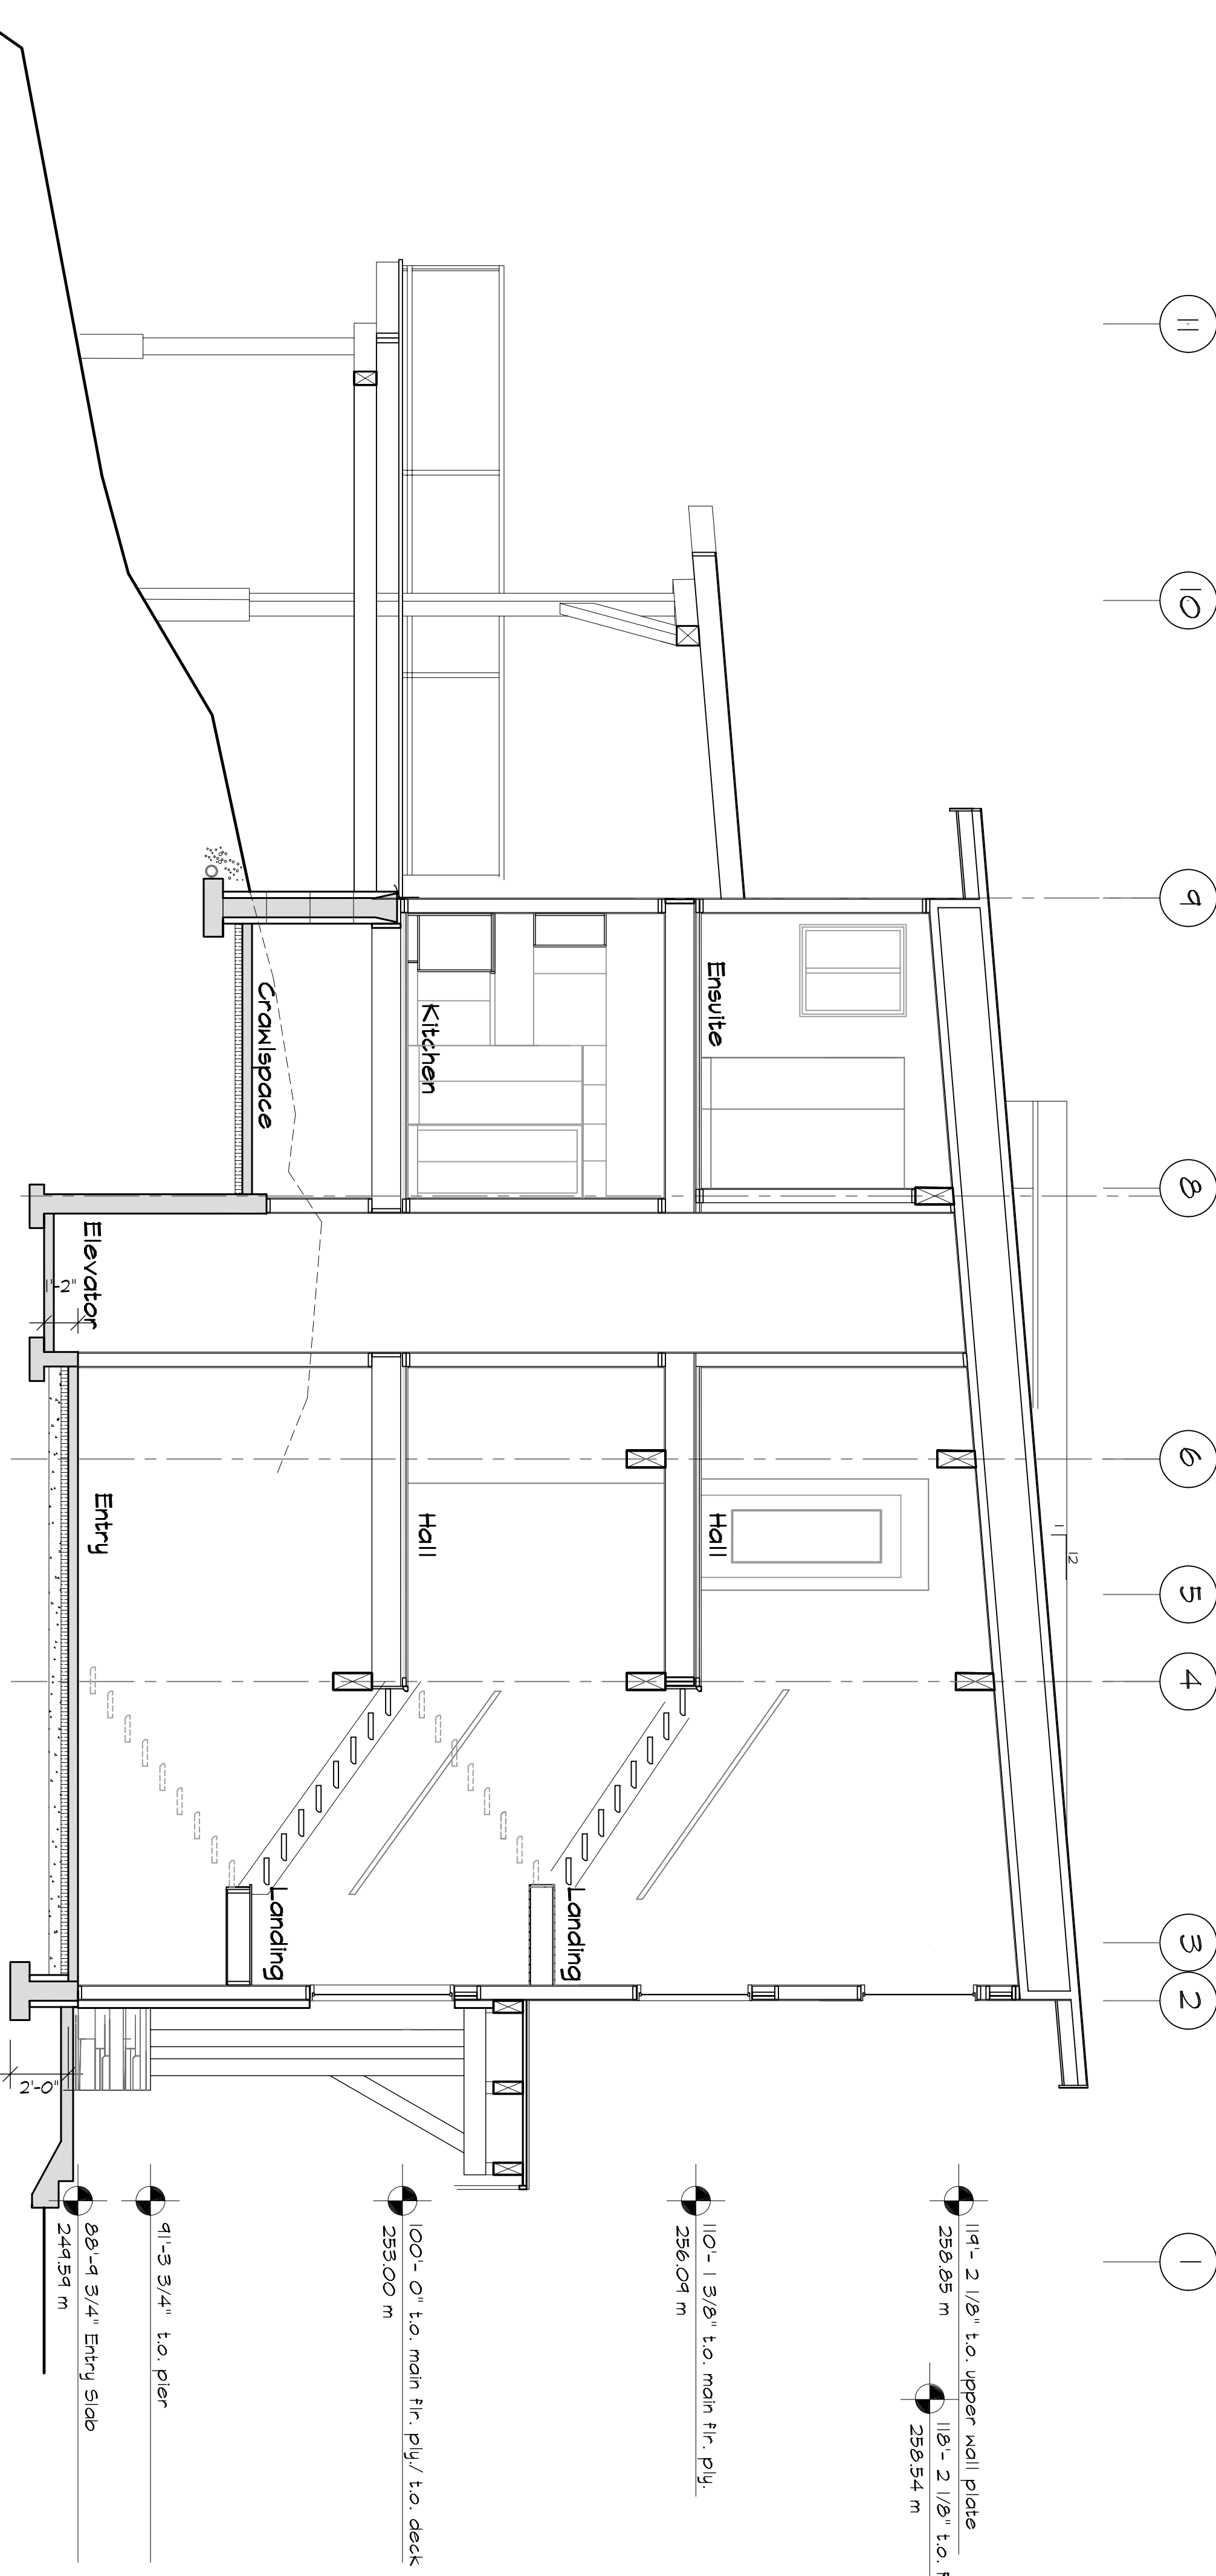 11
10
9
8
6
5
4
3
2
1
1
12
Ensuite
Hall
Kitchen
Hall
Landing
Landing
Crawlspace
Elevator
1'-2"
Entry
2'-0"
119'- 2 1/8" t.o. upper wall plate
258.85 m
118'- 2 1/8" t.o.
258.54 m
110'- 1 3/8" t.o. main flr. ply.
256.09 m
100'- 0" t.o. main flr. ply./ t.o. deck
253.00 m
91'-3 3/4" t.o. pier
88'-9 3/4" Entry Slab
249.59 m